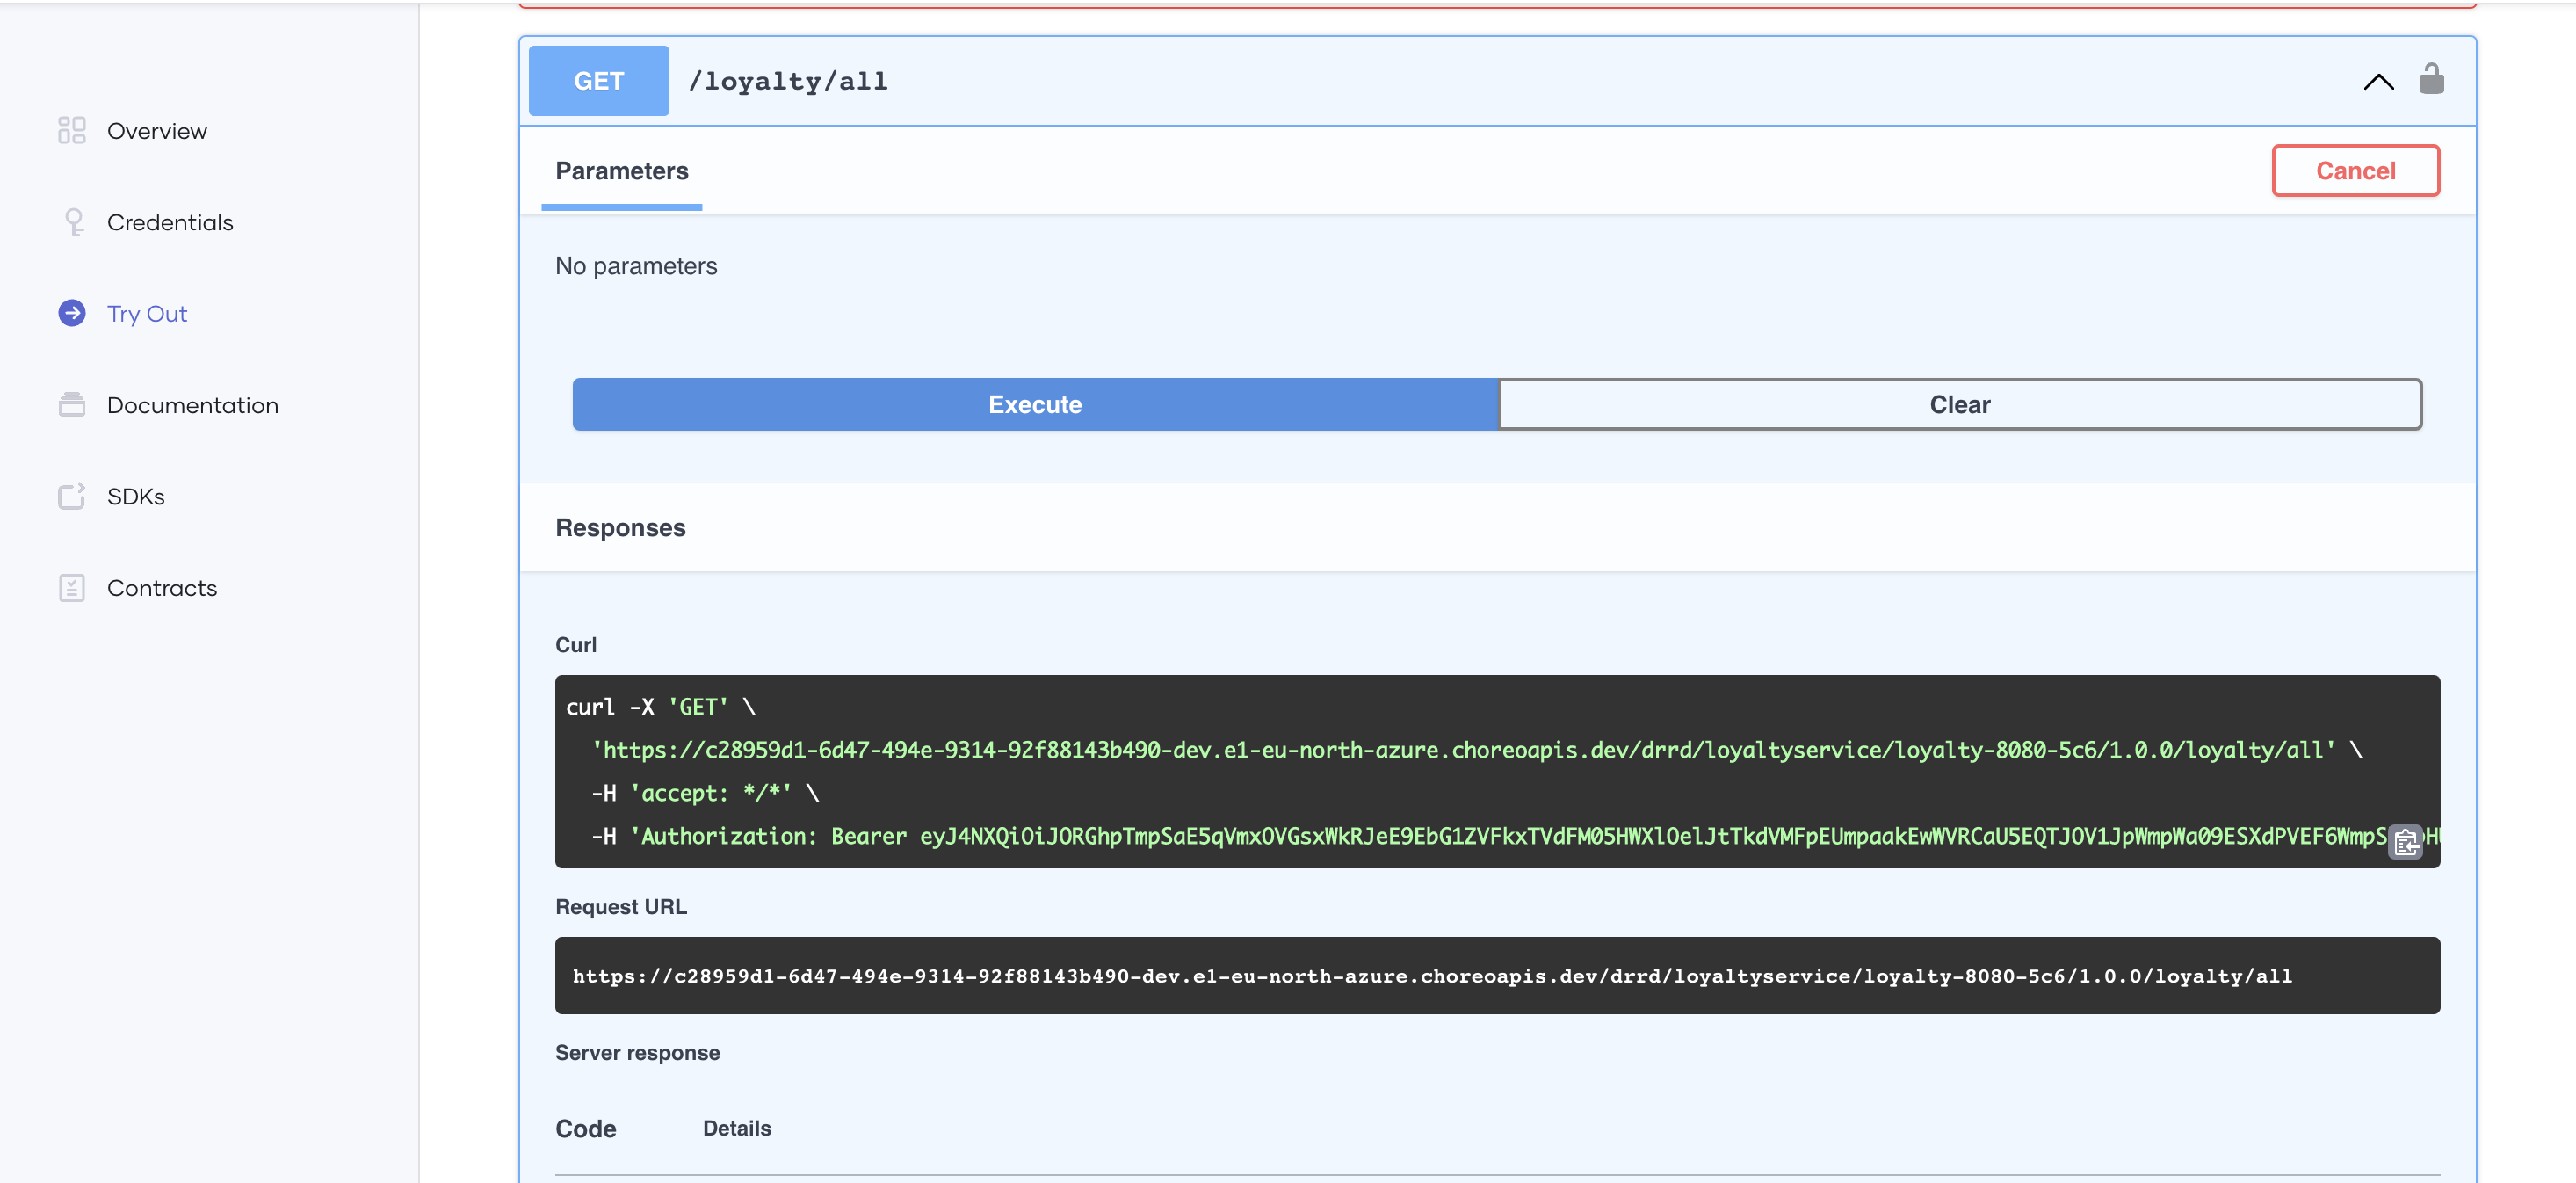 Overview
Credentials
Try Out
Documentation
SDKs
Contracts
GET /loyalty/all
Parameters
Cancel
No parameters
Execute
Clear
Responses
Curl
curl -X 'GET' \
'https://c28959d1-6d47-494e-9314-92f88143b490-dev.e1-eu-north-azure.choreoapis.dev/drrd/loyaltyservice/loyalty-8080-5c6/1.0.0/loyalty/all' \
-H 'accept: */*' \
-H 'Authorization: Bearer
Request URL
https://c28959d1-6d47-494e-9314-92f88143b490-dev.e1-eu-north-azure.choreoapis.dev/drrd/loyaltyservice/loyalty-8080-5c6/1.0.0/loyalty/all
Server response
Code
Details